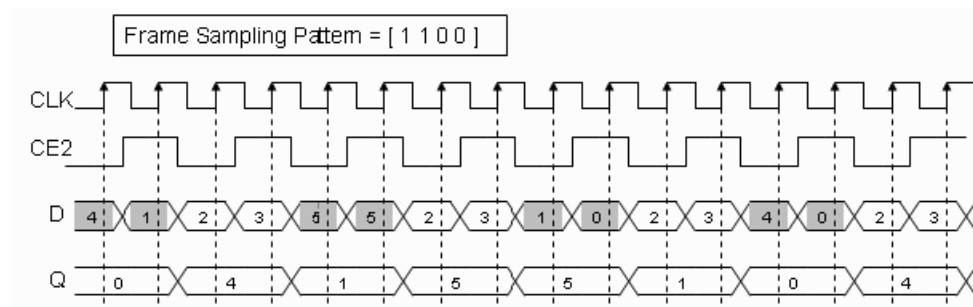 Frame Sampling Pattern = [ 1 1 0 0 ]
CLK
CE2
D 4 1 2 3 5 5 2 3 1 0 2 3 4 0 2 3
Q 0 4 1 5 5 1 0 4